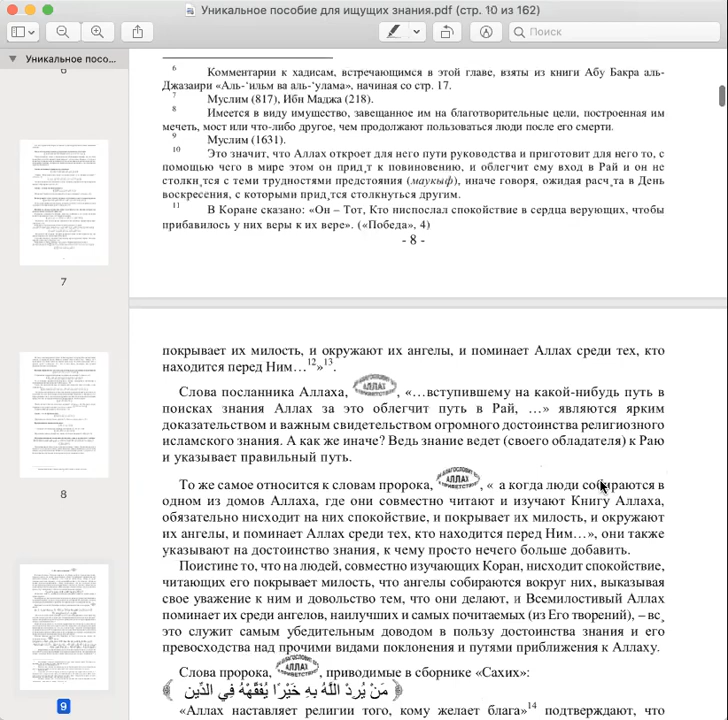 Уникальное пособие для ищущих знания.pdf (стр. 10 из 162)
Поиск
Уникальное посо...
6
7
8
9
6 Комментарии к хадисам, встречающимся в этой главе, взяты из книги Абу Бакра аль-
Джазаири «Аль-‘ильм ва аль-‘улама», начиная со стр. 17.
7 Муслим (817), Ибн Маджа (218).
8 Имеется в виду имущество, завещанное им на благотворительные цели, построенная им
мечеть, мост или что-либо другое, чем продолжают пользоваться люди после его смерти.
9 Муслим (1631).
10 Это значит, что Аллах откроет для него пути руководства и приготовит для него то, с
помощью чего в мире этом он прид¸т к повиновению, и облегчит ему вход в Рай и он не
столкн¸тся с теми трудностями предстояния (маукыф), иначе говоря, ожидая расч¸та в День
воскресения, с которыми прид¸тся столкнуться другим.
11 В Коране сказано: «Он – Тот, Кто ниспослал спокойствие в сердца верующих, чтобы
прибавилось у них веры к их вере». («Победа», 4)
- 8 -
покрывает их милость, и окружают их ангелы, и поминает Аллах среди тех, кто
находится перед Ним…12»13.
Слова посланника Аллаха, , «…вступившему на какой-нибудь путь в
поисках знания Аллах за это облегчит путь в Рай, …» являются ярким
доказательством и важным свидетельством огромного достоинства религиозного
исламского знания. А как же иначе? Ведь знание ведет (своего обладателя) к Раю
и указывает правильный путь.
То же самое относится к словам пророка, , « а когда люди собираются в
одном из домов Аллаха, где они совместно читают и изучают Книгу Аллаха,
обязательно нисходит на них спокойствие, и покрывает их милость, и окружают
их ангелы, и поминает Аллах среди тех, кто находится перед Ним…», они также
указывают на достоинство знания, к чему просто нечего больше добавить.
Поистине то, что на людей, совместно изучающих Коран, нисходит спокойствие,
читающих его покрывает милость, что ангелы собираются вокруг них, выказывая
свое уважение к ним и довольство тем, что они делают, и Всемилостивый Аллах
поминает их среди ангелов, наилучших и самых почитаемых (из Его творений), – вс¸
это служит самым убедительным доводом в пользу достоинства знания и его
превосходства над прочими видами поклонения и путями приближения к Аллаху.
Слова пророка, , приводимые в сборнике «Сахих»:
﴿ مَنْ يُرِدْ اللَّهُ بِهِ خَيْرًا يُفَقِّهْهُ فِي الدِّينِ ﴾
«Аллах наставляет религии того, кому желает блага»14 подтверждают, что